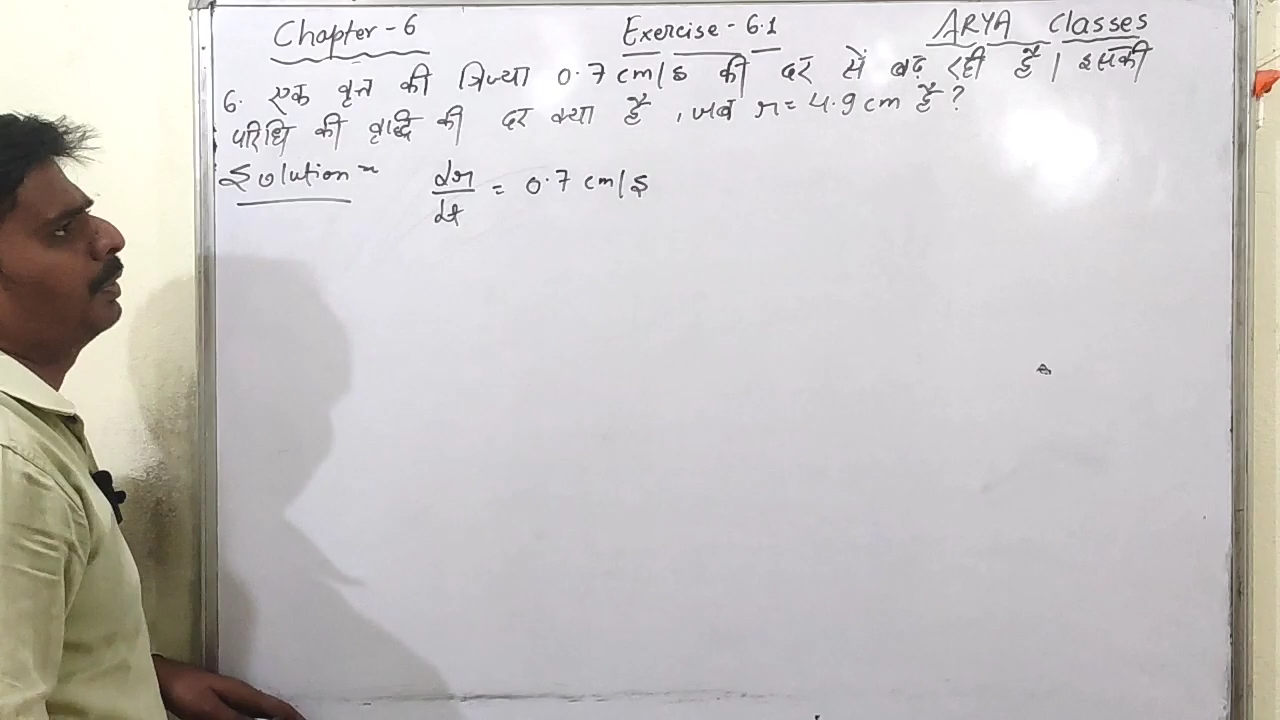 Chapter - 6 Exercise - 6.1 ARYA Classes
6. एक वृत्त की त्रिज्या 0.7 cm/s की दर से बढ़ रही है। इसकी
परिधि की वृद्धि की दर क्या है , जब r = 4.9 cm है ?
Solution dr/dt = 0.7 cm/s